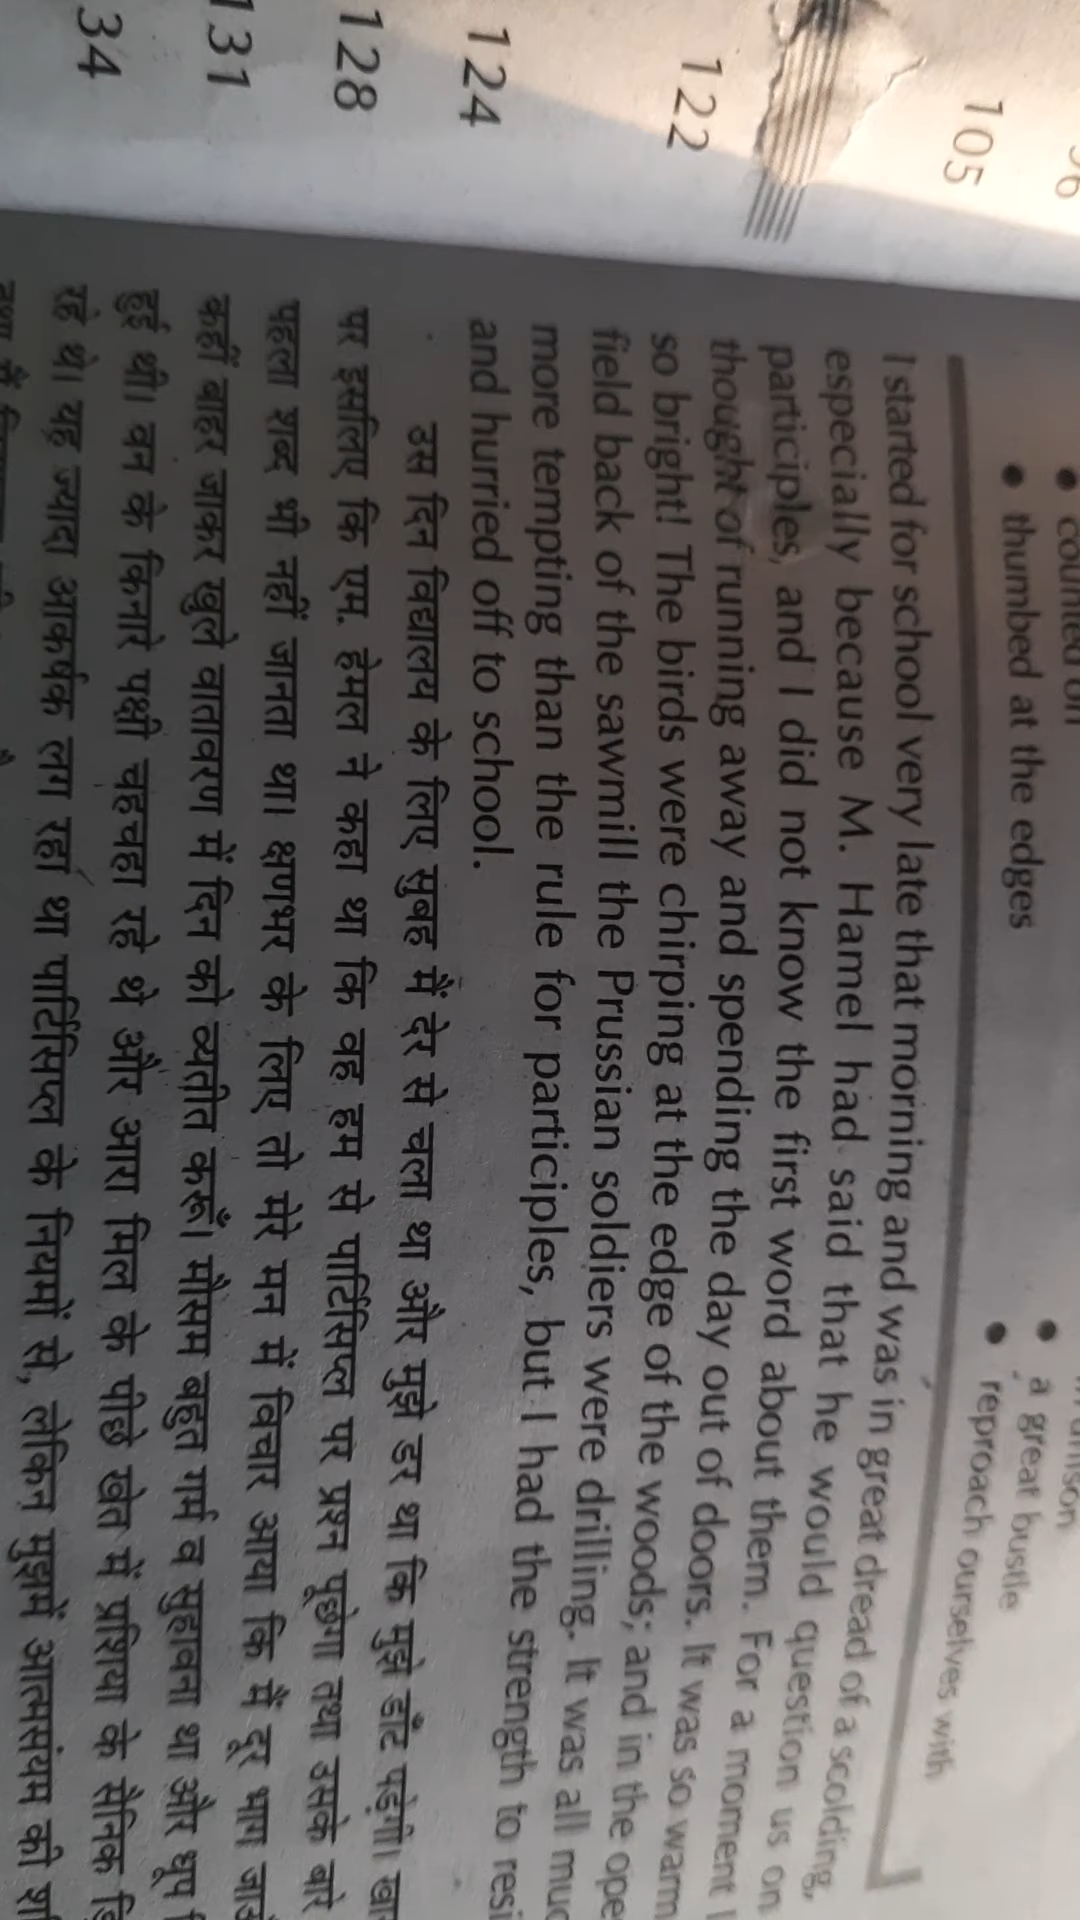 105
122
124
128
131
34
• counted on
• thumbed at the edges
• a great bustle
• reproach ourselves with
I started for school very late that morning and was in great dread of a scolding,
especially because M. Hamel had said that he would question us on
participles, and I did not know the first word about them. For a moment I
thought of running away and spending the day out of doors. It was so warm
so bright! The birds were chirping at the edge of the woods; and in the ope
field back of the sawmill the Prussian soldiers were drilling. It was all muc
more tempting than the rule for participles, but I had the strength to resi
and hurried off to school.
उस दिन विद्यालय के लिए सुबह मैं देर से चला था और मुझे डर था कि मुझे डाँट पड़ेगी। खा
पर इसलिए कि एम. हेमल ने कहा था कि वह हम से पार्टिसिप्ल पर प्रश्न पूछेगा तथा उसके बारे
पहला शब्द भी नहीं जानता था। क्षणभर के लिए तो मेरे मन में विचार आया कि मैं दूर भाग जाऊँ
कहीं बाहर जाकर खुले वातावरण में दिन को व्यतीत करूँ। मौसम बहुत गर्म व सुहावना था और धूप
हुई थी। वन के किनारे पक्षी चहचहा रहे थे और आरा मिल के पीछे खेत में प्रशिया के सैनिक
रहे थे। यह ज्यादा आकर्षक लग रहा था पार्टिसिप्ल के नियमों से, लेकिन मुझमें आत्मसंयम की